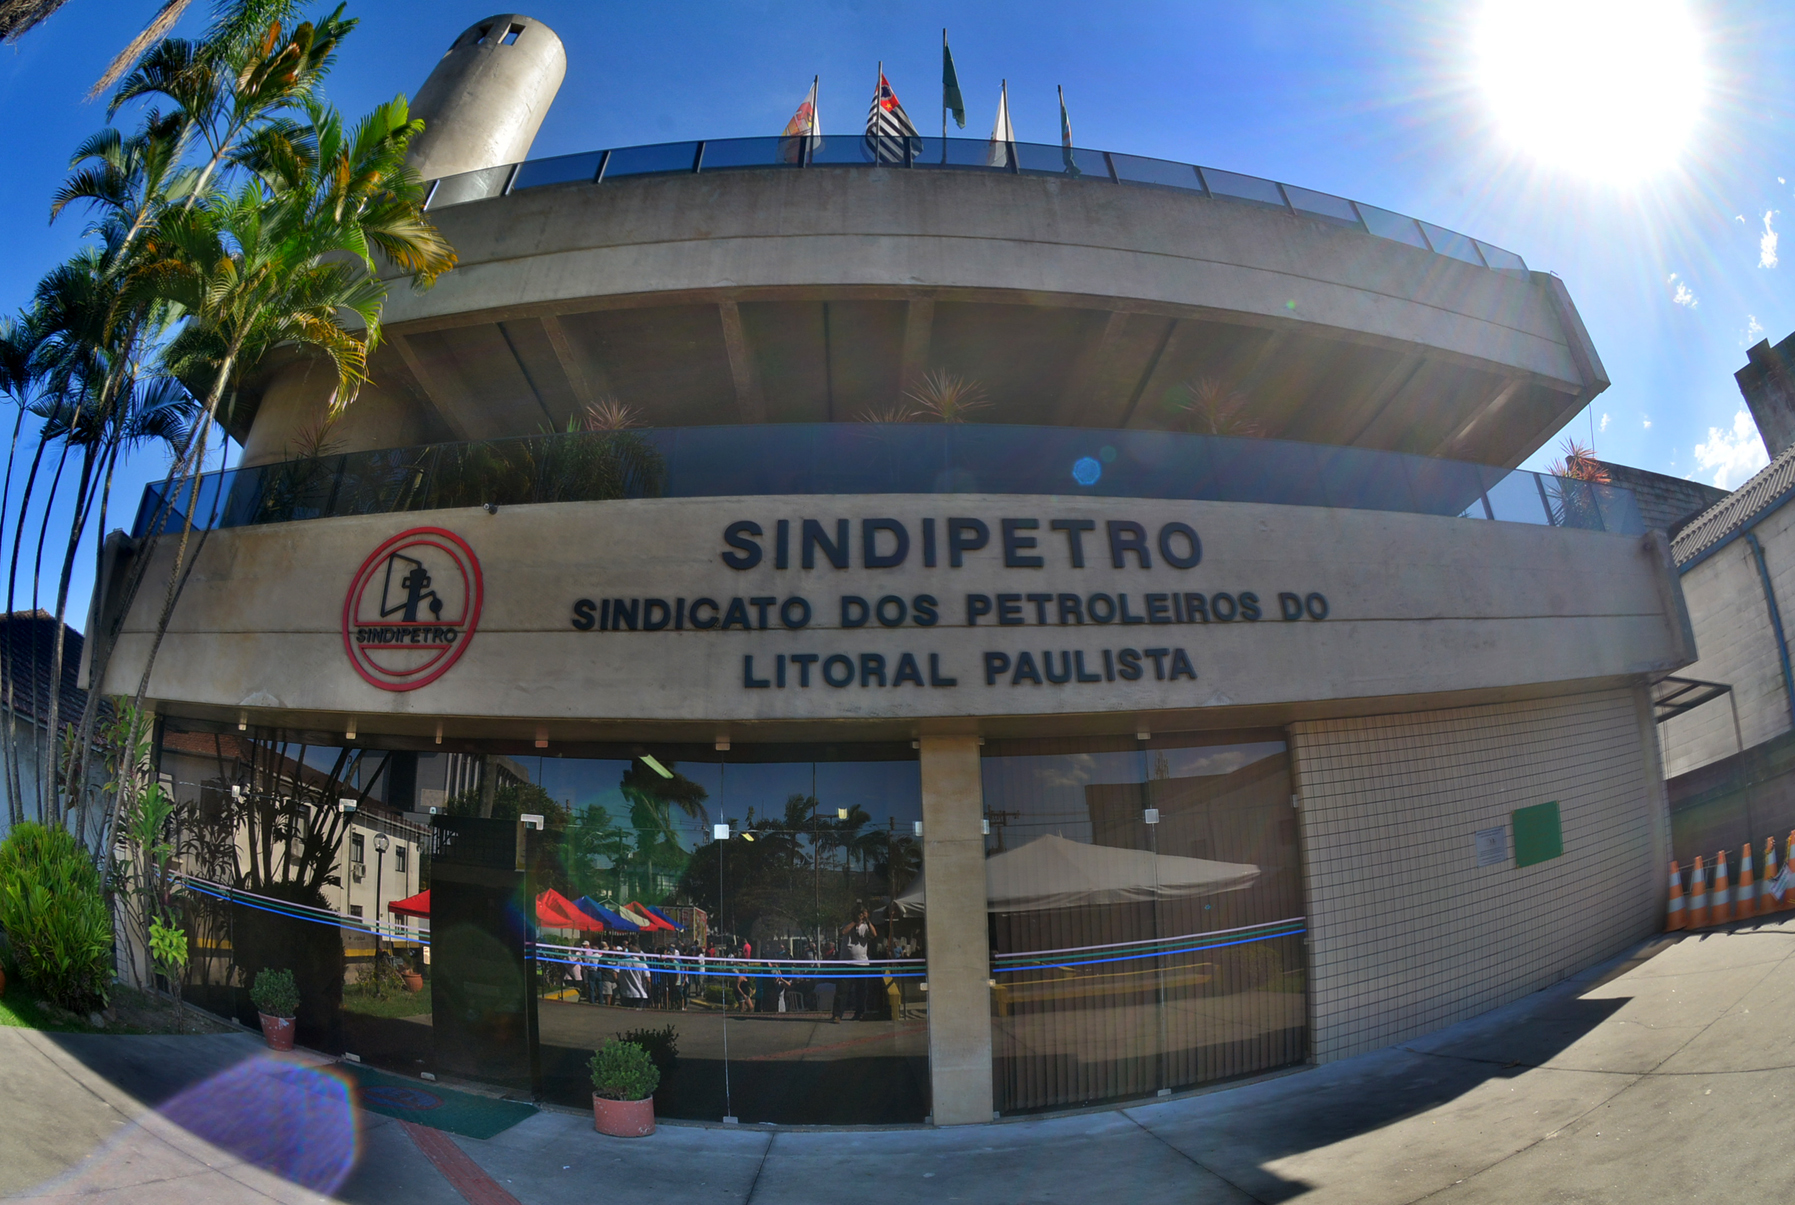 SINDIPETRO
SINDICATO DOS PETROLEIROS DO
LITORAL PAULISTA
SINDIPETRO